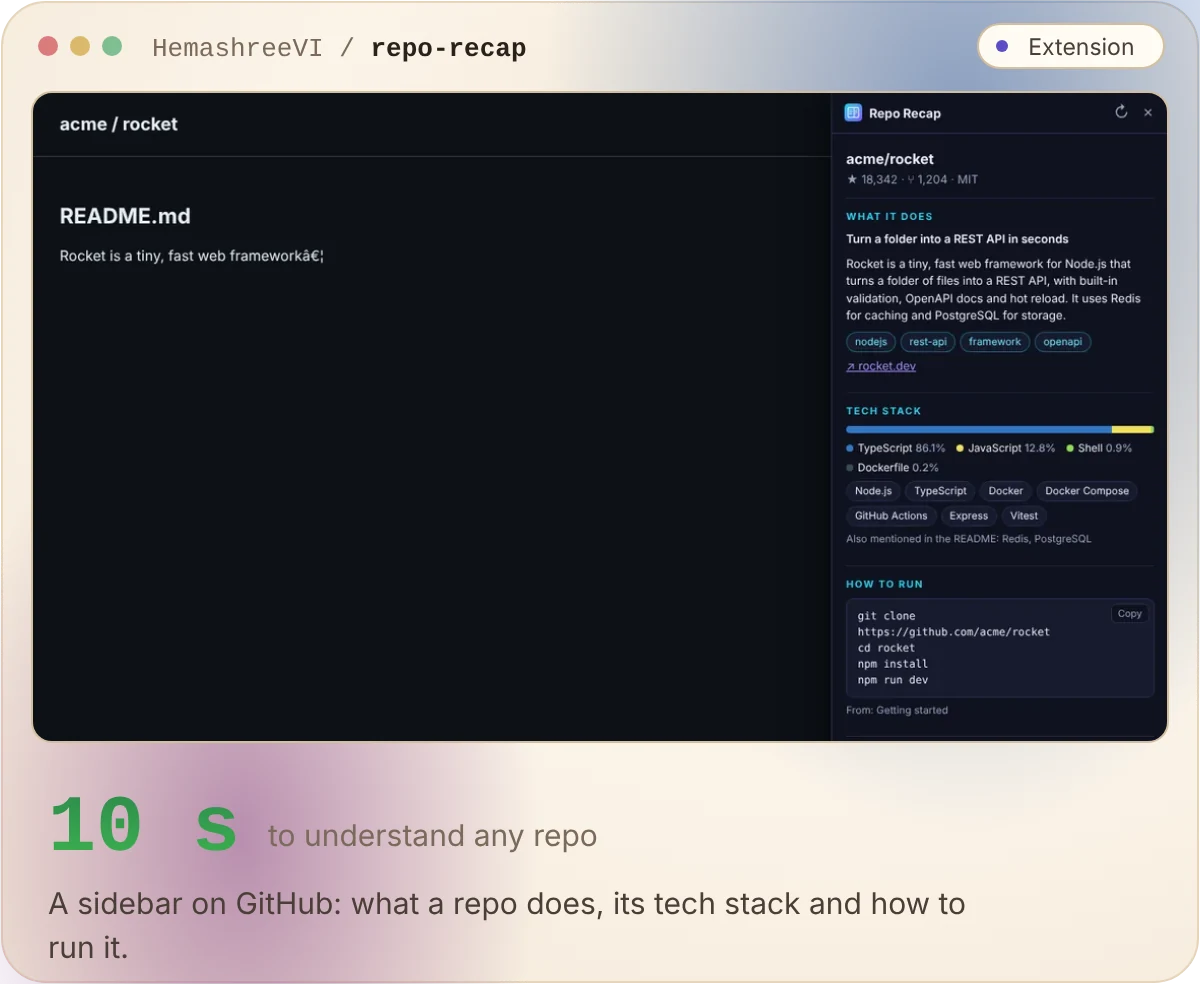 HemashreeVI / repo-recap
Extension
acme / rocket
README.md
Rocket is a tiny, fast web frameworkâ€¦
Repo Recap
acme/rocket
★ 18,342 · ⑂ 1,204 · MIT
WHAT IT DOES
Turn a folder into a REST API in seconds
Rocket is a tiny, fast web framework for Node.js that
turns a folder of files into a REST API, with built-in
validation, OpenAPI docs and hot reload. It uses Redis
for caching and PostgreSQL for storage.
nodejs rest-api framework openapi
↗ rocket.dev
TECH STACK
TypeScript 86.1% JavaScript 12.8% Shell 0.9%
Dockerfile 0.2%
Node.js TypeScript Docker Docker Compose
GitHub Actions Express Vitest
Also mentioned in the README: Redis, PostgreSQL
HOW TO RUN
Copy
git clone
https://github.com/acme/rocket
cd rocket
npm install
npm run dev
From: Getting started
10 s to understand any repo
A sidebar on GitHub: what a repo does, its tech stack and how to
run it.